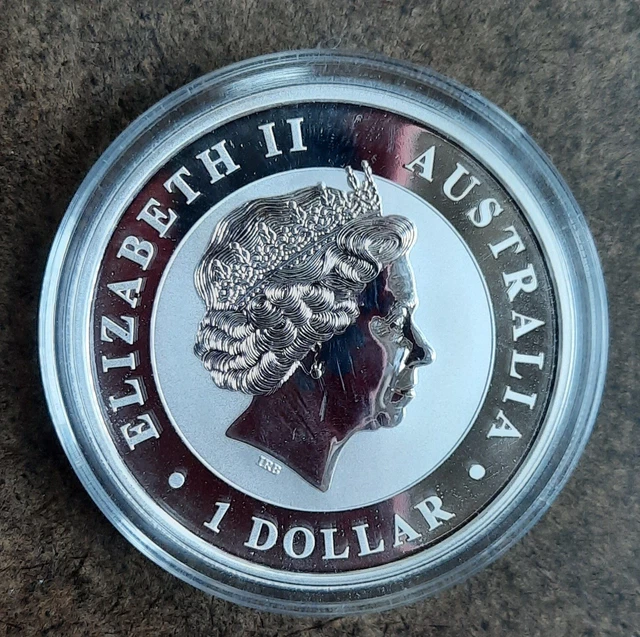 ELIZABETH II
AUSTRALIA
1 DOLLAR
IRB